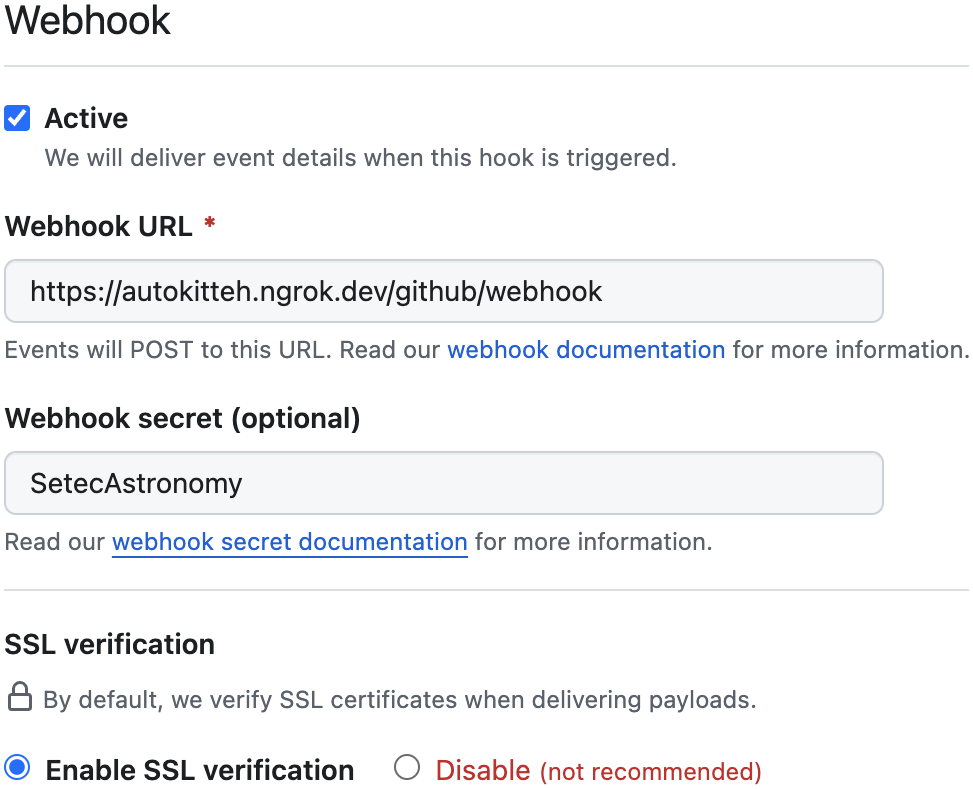 Webhook
Active
We will deliver event details when this hook is triggered.
Webhook URL *
https://autokitteh.ngrok.dev/github/webhook
Events will POST to this URL. Read our webhook documentation for more information.
Webhook secret (optional)
SetecAstronomy
Read our webhook secret documentation for more information.
SSL verification
By default, we verify SSL certificates when delivering payloads.
Enable SSL verification Disable (not recommended)